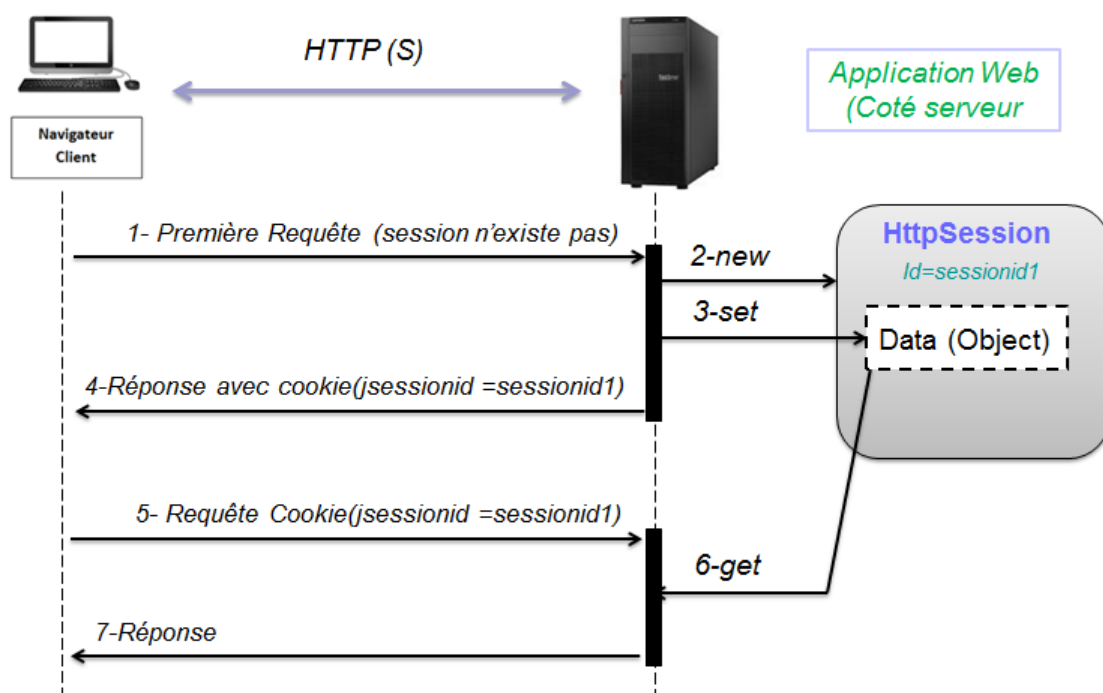 HTTP (S)
Application Web
(Coté serveur
Navigateur
Client
1- Première Requête (session n'existe pas)
2-new
HttpSession
Id=sessionid1
3-set
Data (Object)
4-Réponse avec cookie(jsessionid =sessionid1)
5- Requête Cookie(jsessionid =sessionid1)
6-get
7-Réponse